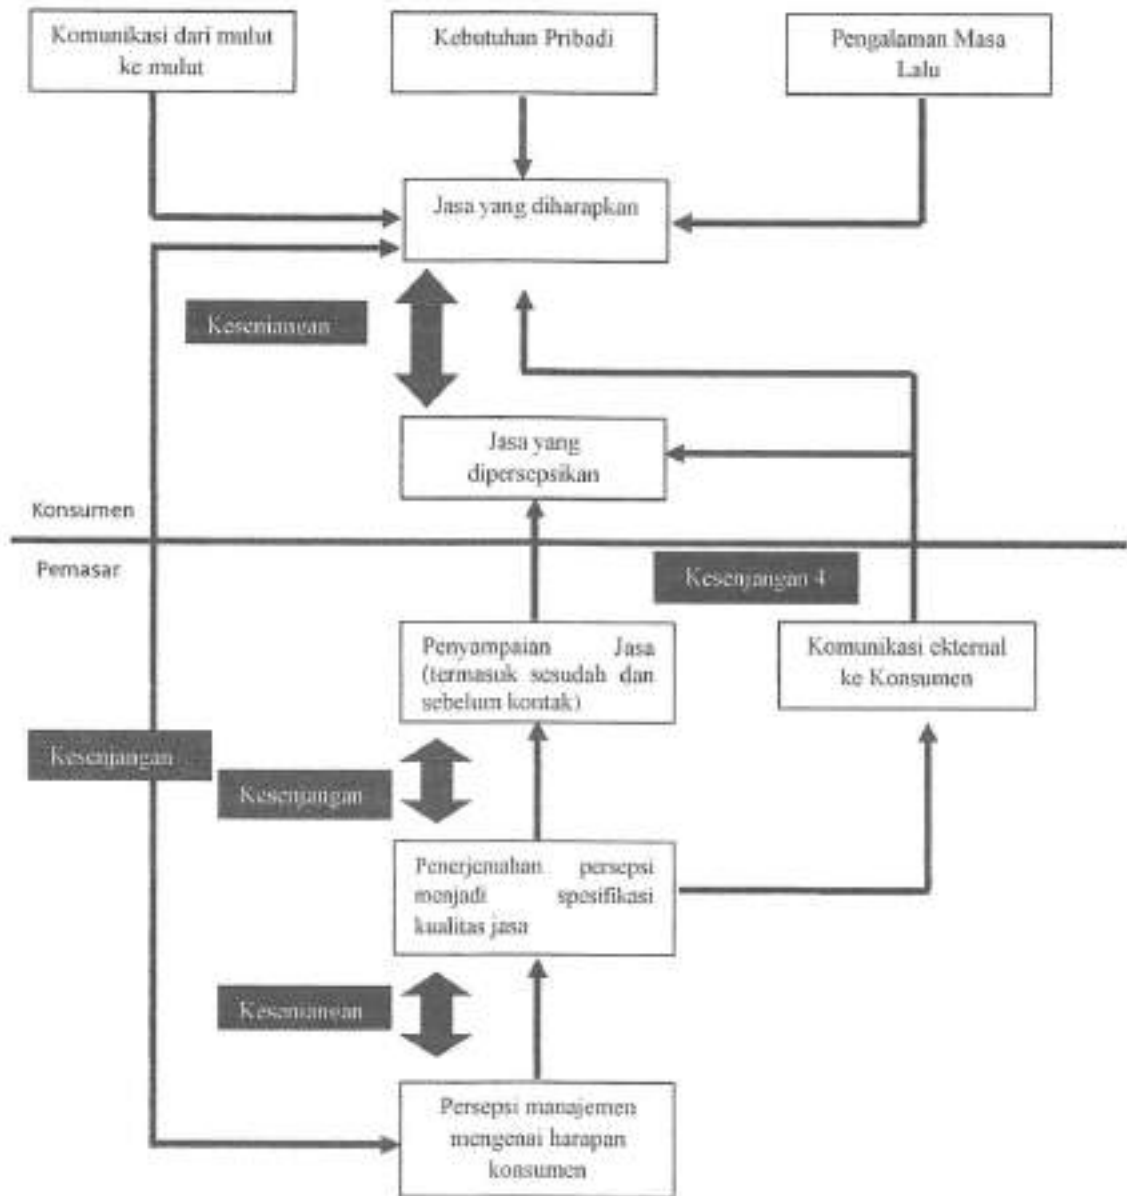 Komunikasi dari mulut
ke mulut
Kebutuhan Pribadi
Pengalaman Masa
Lalu
Jasa yang diharapkan
Kesenjangan
Jasa yang
dipersepsikan
Konsumen
Pemasar
Kesenjangan 4
Penyampaian Jasa
(termasuk sesudah dan
sebelum kontak)
Komunikasi ekternal
ke Konsumen
Kesenjangan
Kesenjangan
Penerjemahan persepsi
menjadi spesifikasi
kualitas jasa
Kesenjangan
Persepsi manajemen
mengenai harapan
konsumen